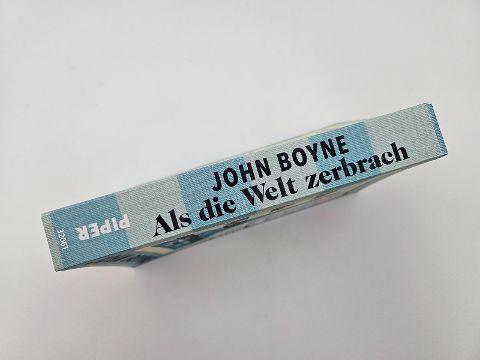 JOHN BOYNE
Als die Welt zerbrach
PIPER